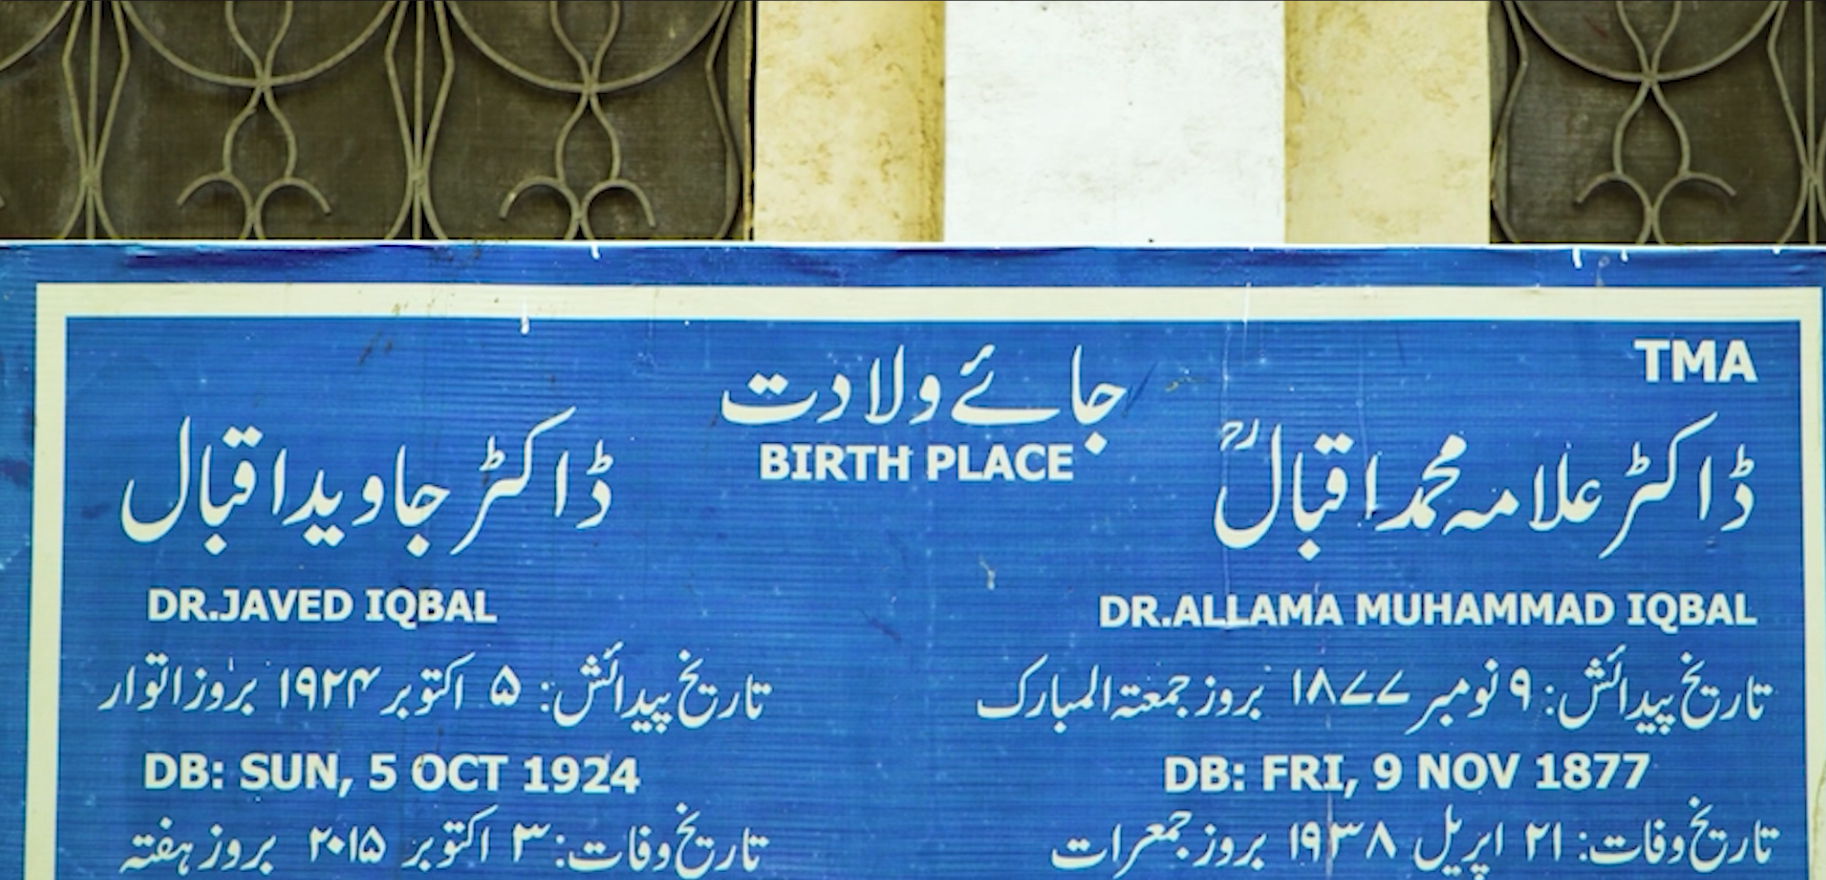 TMA
جائے ولادت
BIRTH PLACE
ڈاکٹر علامہ محمد اقبالؒ
DR.ALLAMA MUHAMMAD IQBAL
تاریخ پیدائش: ۹ نومبر ۱۸۷۷ بروز جمعتہ المبارک
DB: FRI, 9 NOV 1877
تاریخ وفات: ۲۱ اپریل ۱۹۳۸ بروز جمعرات
ڈاکٹر جاوید اقبال
DR.JAVED IQBAL
تاریخ پیدائش: ۵ اکتوبر ۱۹۲۴ بروز اتوار
DB: SUN, 5 OCT 1924
تاریخ وفات: ۳ اکتوبر ۲۰۱۵ بروز ہفتہ